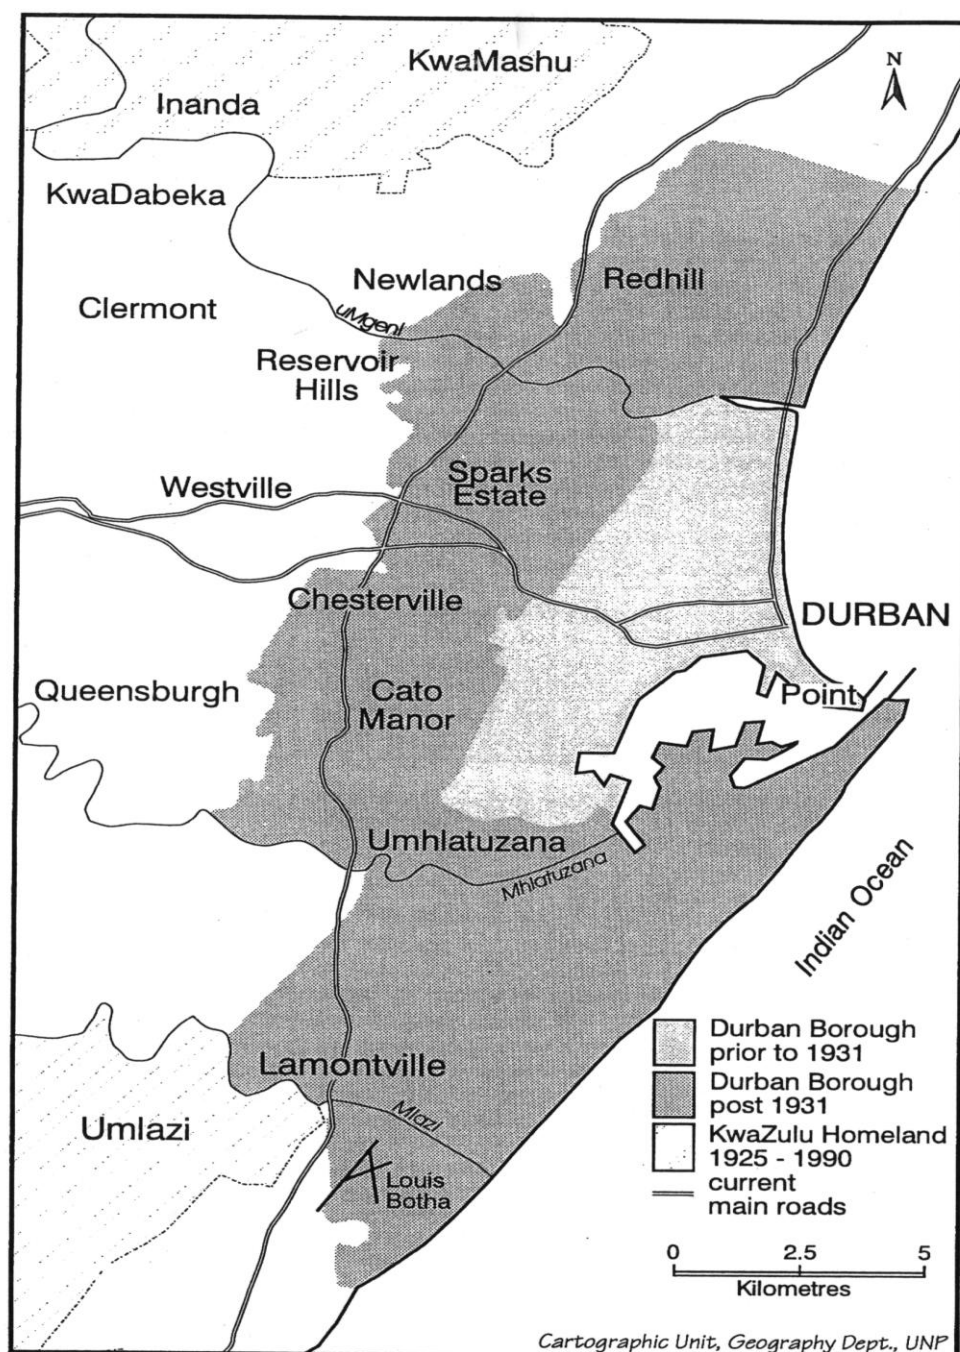 KwaMashu
N
Inanda
KwaDabeka
Newlands
Redhill
Clermont
uMgeni
Reservoir
Hills
Sparks
Estate
Westville
Chesterville
DURBAN
Queensburgh
Cato
Manor
Point
Umhlatuzana
Mhlatuzana
Indian Ocean
Lamontville
Mlazi
Umlazi
Louis
Botha
Durban Borough
prior to 1931
Durban Borough
post 1931
KwaZulu Homeland
1925 - 1990
current
main roads
0 2.5 5
Kilometres
Cartographic Unit, Geography Dept., UNP